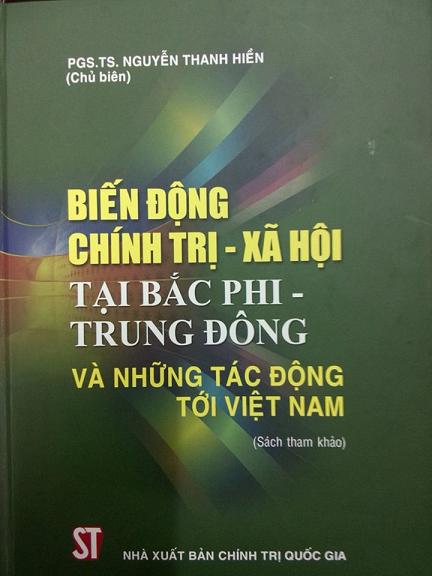 PGS.TS. NGUYỄN THANH HIỀN
(Chủ biên)
BIẾN ĐỘNG
CHÍNH TRỊ - XÃ HỘI
TẠI BẮC PHI -
TRUNG ĐÔNG
VÀ NHỮNG TÁC ĐỘNG
TỚI VIỆT NAM
(Sách tham khảo)
ST
NHÀ XUẤT BẢN CHÍNH TRỊ QUỐC GIA